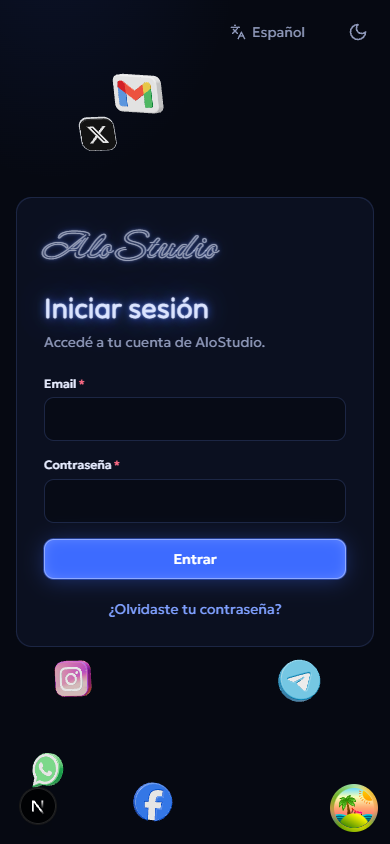 Español
X
AloStudio
Iniciar sesión
Accedé a tu cuenta de AloStudio.
Email *
Contraseña *
Entrar
¿Olvidaste tu contraseña?
N